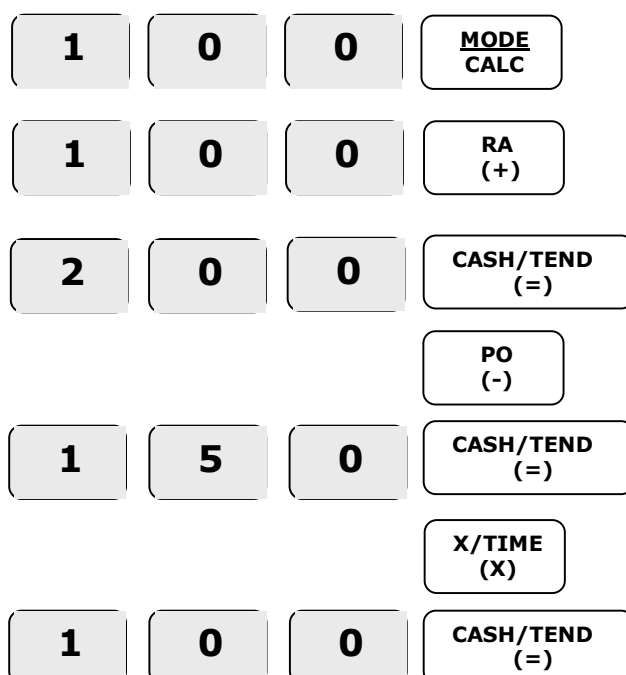 1 0 0 MODE
CALC
1 0 0 RA
(+)
2 0 0 CASH/TEND
(=)
PO
(-)
1 5 0 CASH/TEND
(=)
X/TIME
(X)
1 0 0 CASH/TEND
(=)